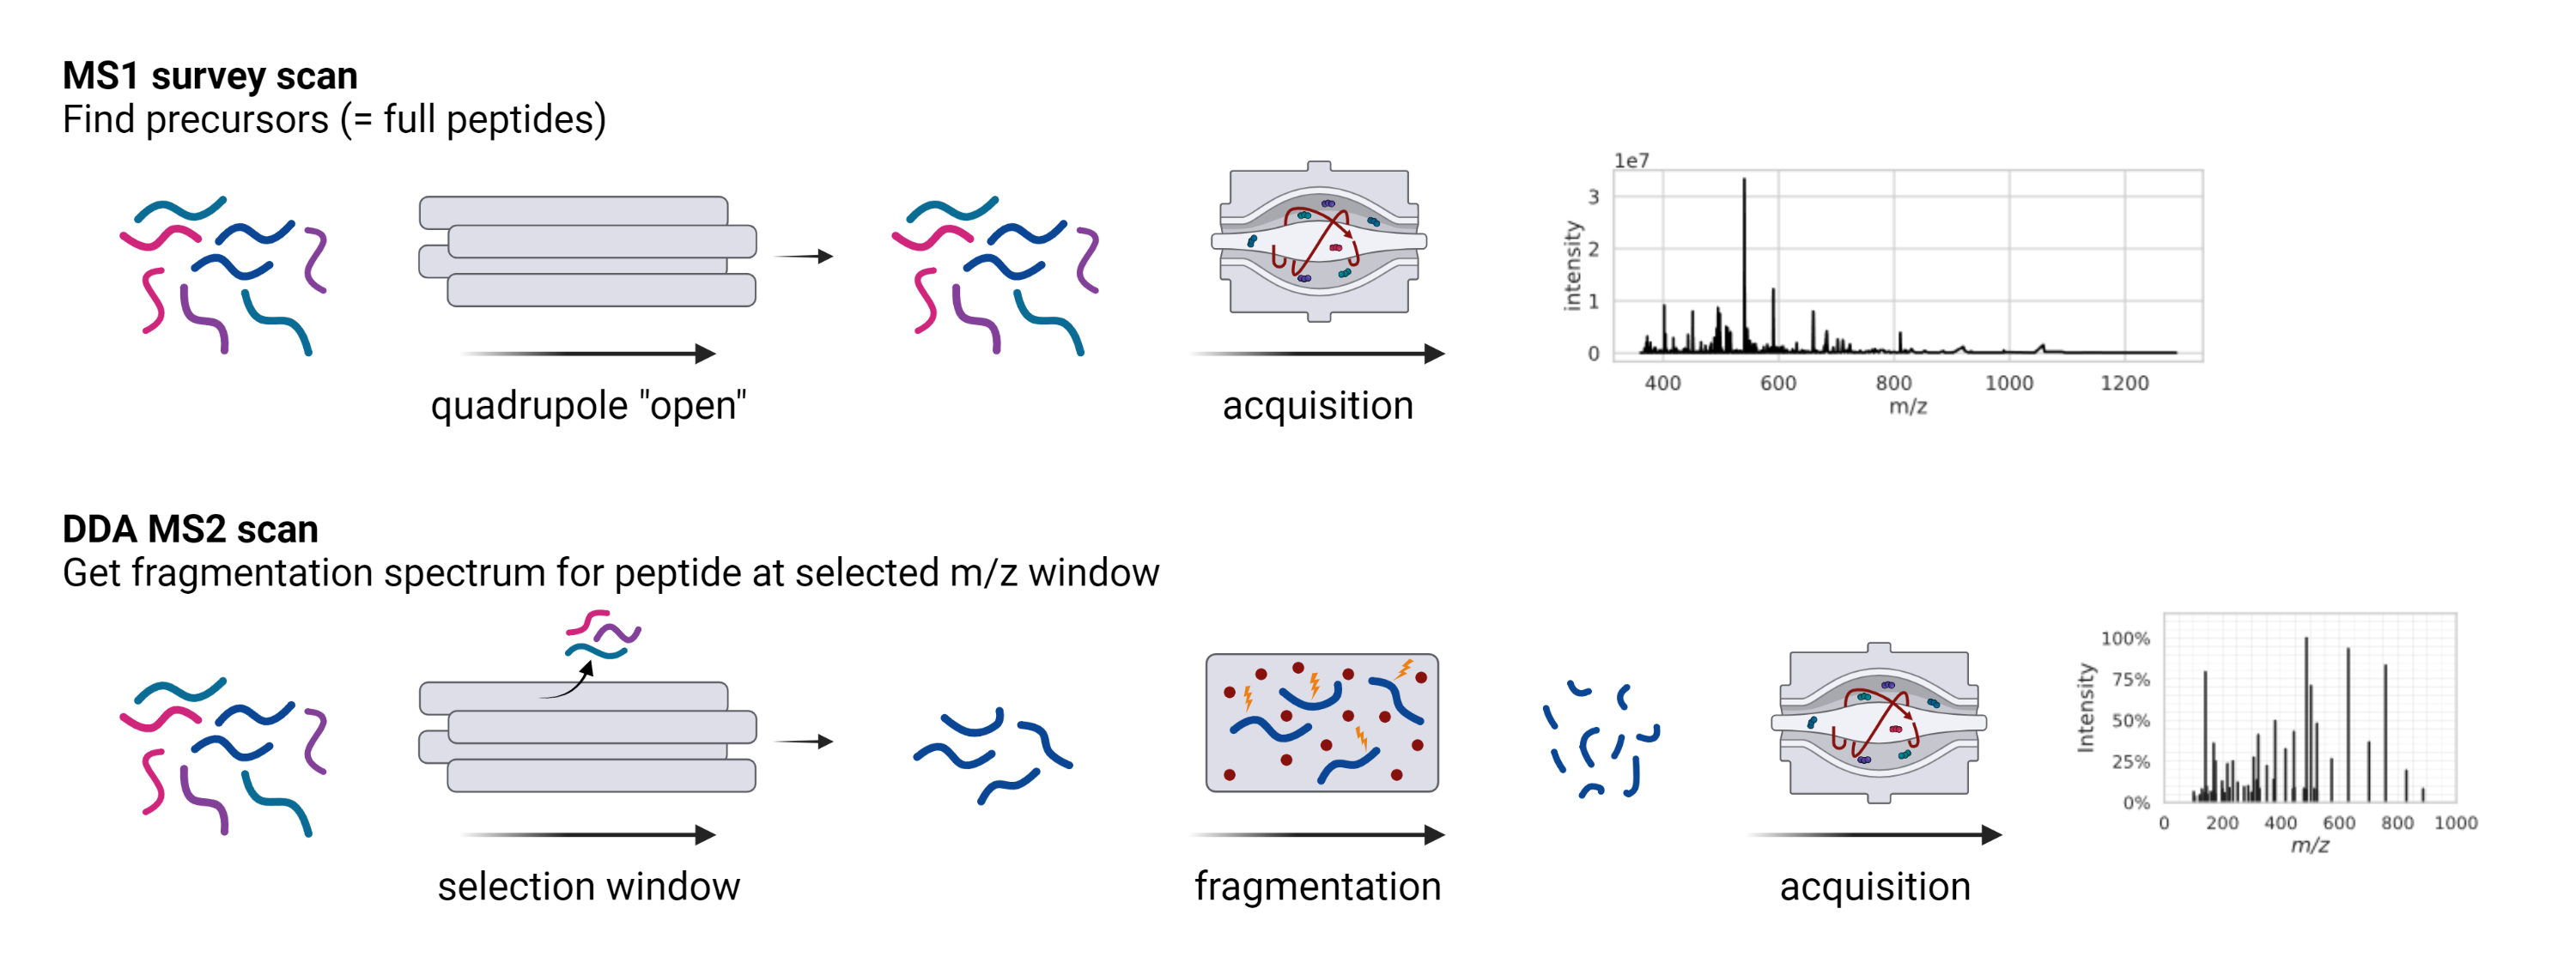 MS1 survey scan
Find precursors (= full peptides)
quadrupole "open"
acquisition
1e7
3
2
1
0
intensity
400 600 800 1000 1200
m/z
DDA MS2 scan
Get fragmentation spectrum for peptide at selected m/z window
selection window
fragmentation
acquisition
100%
75%
50%
25%
0%
Intensity
0 200 400 600 800 1000
m/z